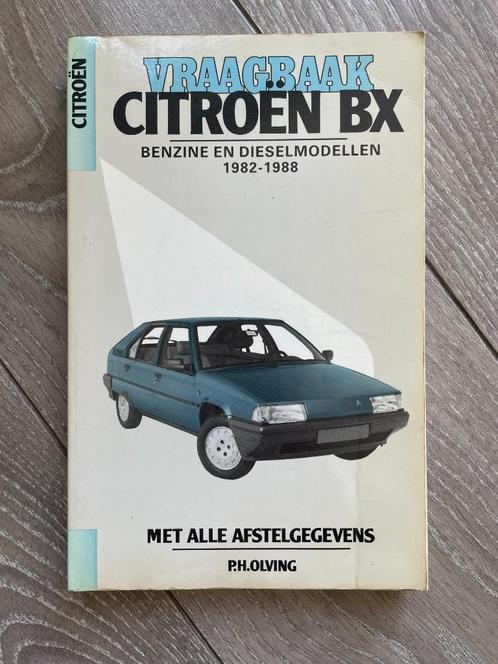 CITROËN
VRAAGBAAK
CITROËN BX
BENZINE EN DIESELMODELLEN
1982-1988
MET ALLE AFSTELGEGEVENS
P.H.OLVING